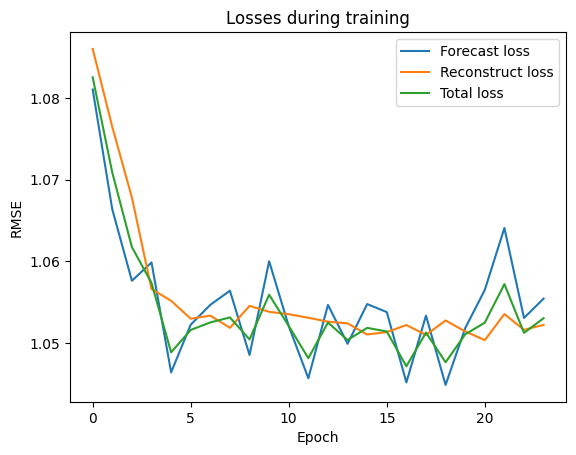 Losses during training
Forecast loss
Reconstruct loss
Total loss
1.08
1.07
1.06
1.05
RMSE
0
5
10
15
20
Epoch